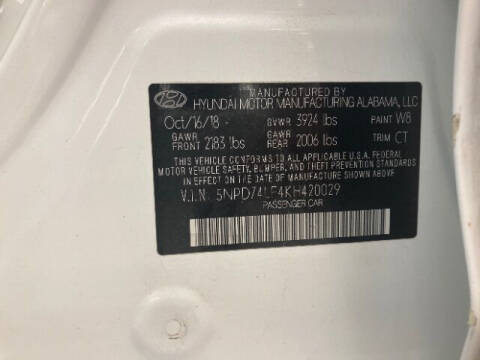 MANUFACTURED BY
HYUNDAI MOTOR MANUFACTURING ALABAMA, LLC
Oct/16/18 GVWR 3924 lbs PAINT W8
GAWR FRONT 2183 lbs GAWR REAR 2006 lbs TRIM CT
THIS VEHICLE CONFORMS TO ALL APPLICABLE U.S.A. FEDERAL
MOTOR VEHICLE SAFETY, BUMPER, AND THEFT PREVENTION STANDARDS
IN EFFECT ON THE DATE OF MANUFACTURE SHOWN ABOVE.
V.I.N. 5NPD74LF4KH420029
PASSENGER CAR